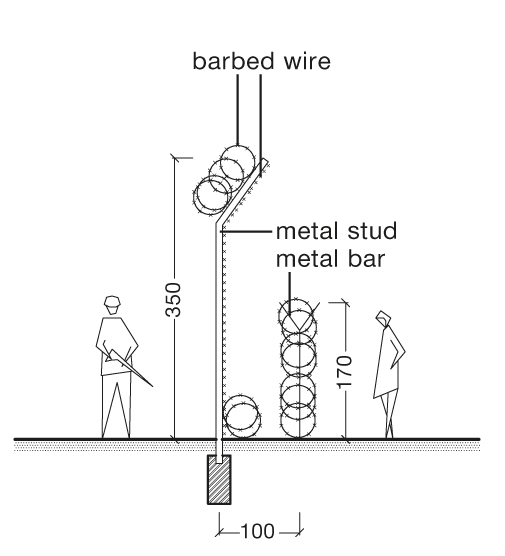 barbed wire
metal stud
metal bar
350
170
100